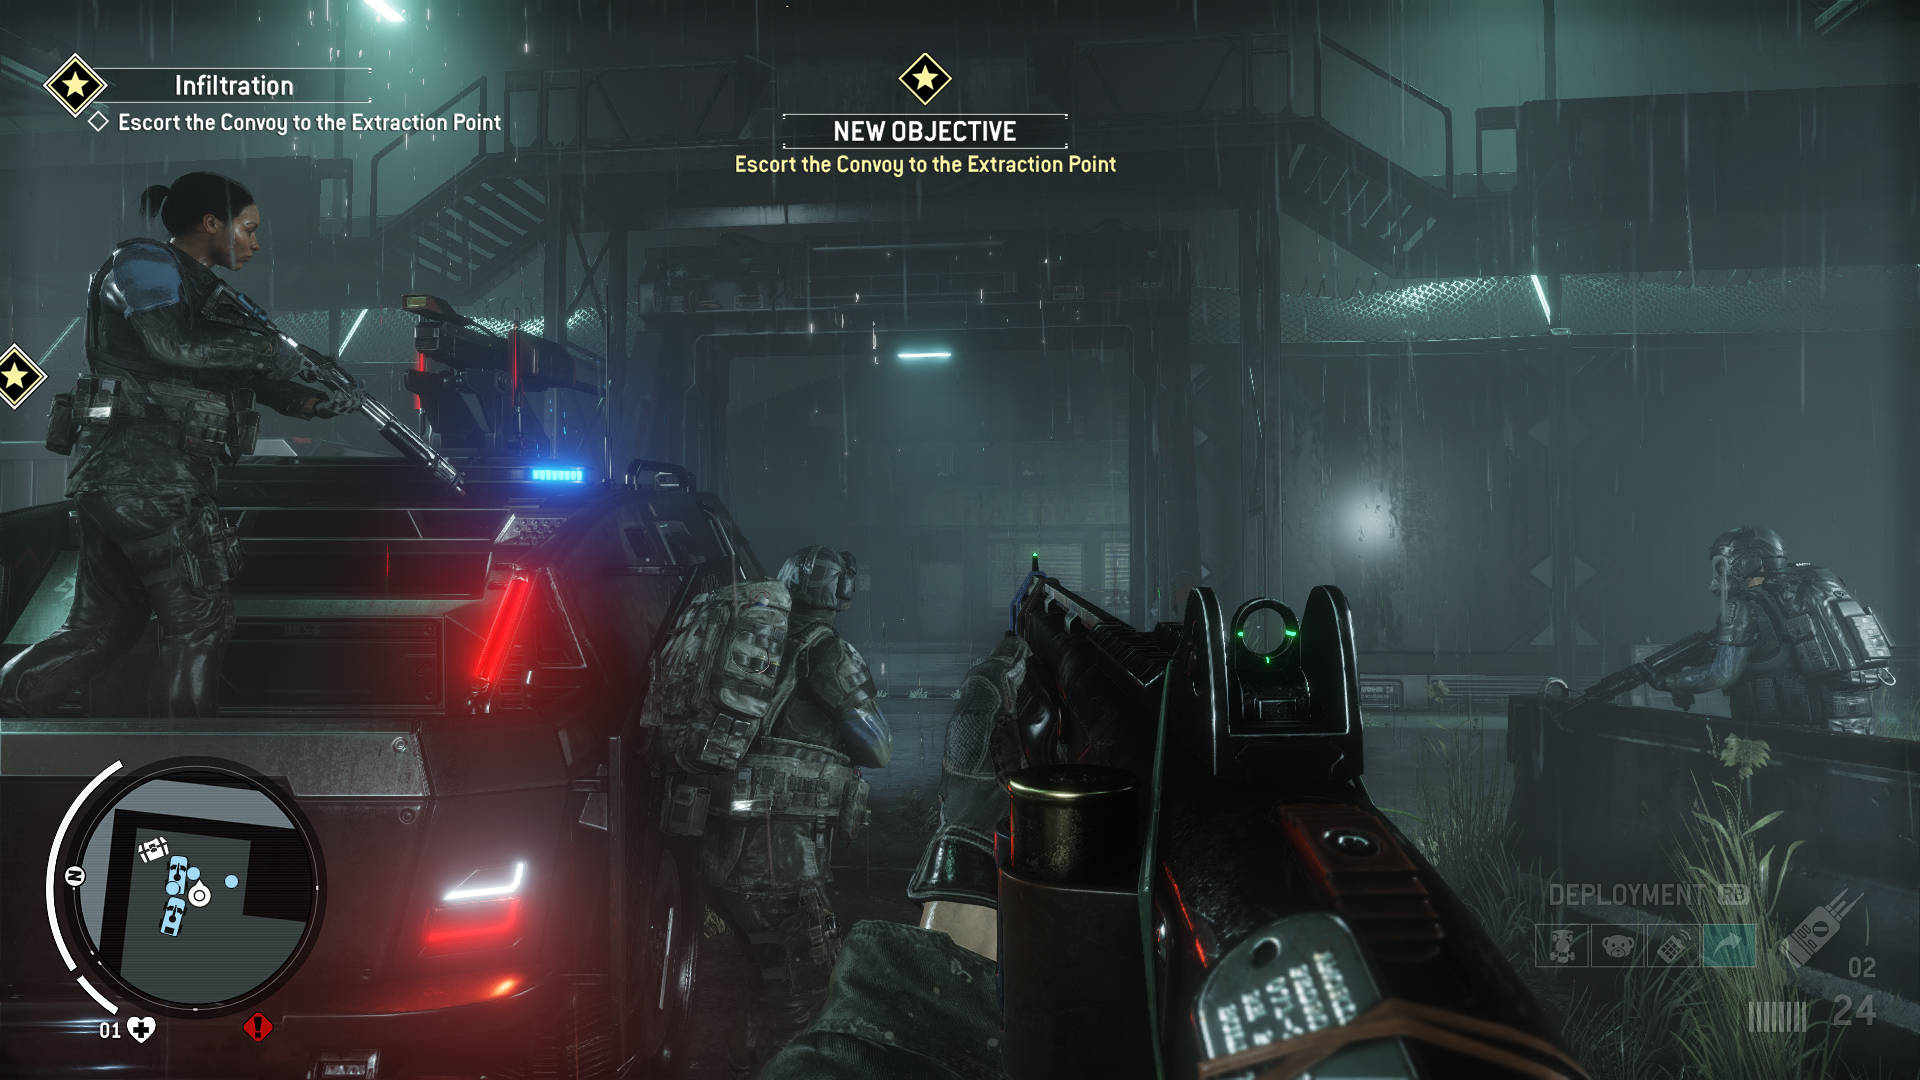 Infiltration
Escort the Convoy to the Extraction Point
NEW OBJECTIVE
Escort the Convoy to the Extraction Point
N
DEPLOYMENT
02
24
01